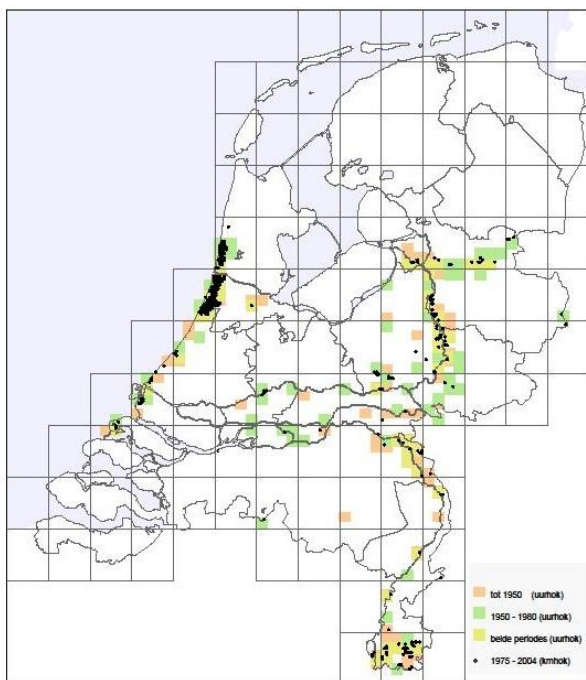 tot 1950 (uurhok)
1950 - 1980 (uurhok)
beide periodes (uurhok)
1975 - 2004 (kmhok)